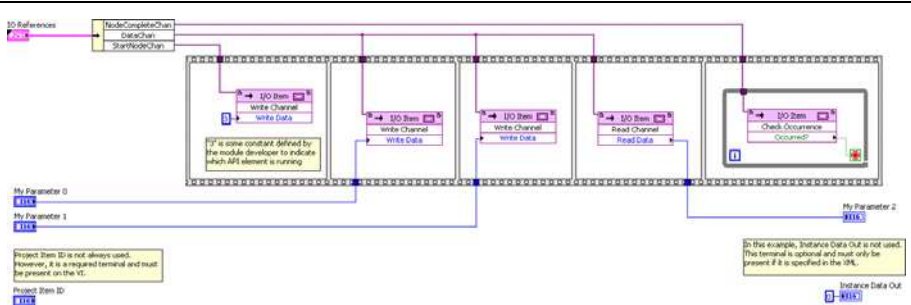 IO References
NodeCompleteChan
DataChan
StartNodeChan
I/O Item
Write Channel
Write Data
3
"3" is some constant defined by
the module developer to indicate
which API element is running
I/O Item
Write Channel
Write Data
I/O Item
Write Channel
Write Data
I/O Item
Read Channel
Read Data
I/O Item
Check Occurrence
Occurred?
i
My Parameter 0
I16
My Parameter 1
I16
My Parameter 2
I16
Project Item ID is not always used.
However, it is a required terminal and must
be present on the VI.
Project Item ID
I16
In this example, Instance Data Out is not used.
This terminal is optional and must only be
present if it is specified in the XML.
Instance Data Out
I16